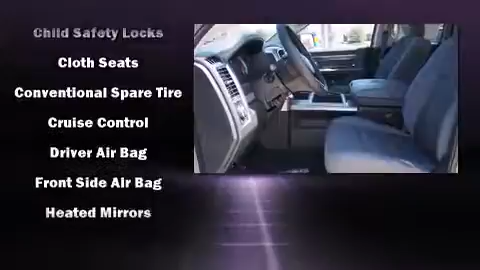 Child Safety Locks
Cloth Seats
Conventional Spare Tire
Cruise Control
Driver Air Bag
Front Side Air Bag
Heated Mirrors